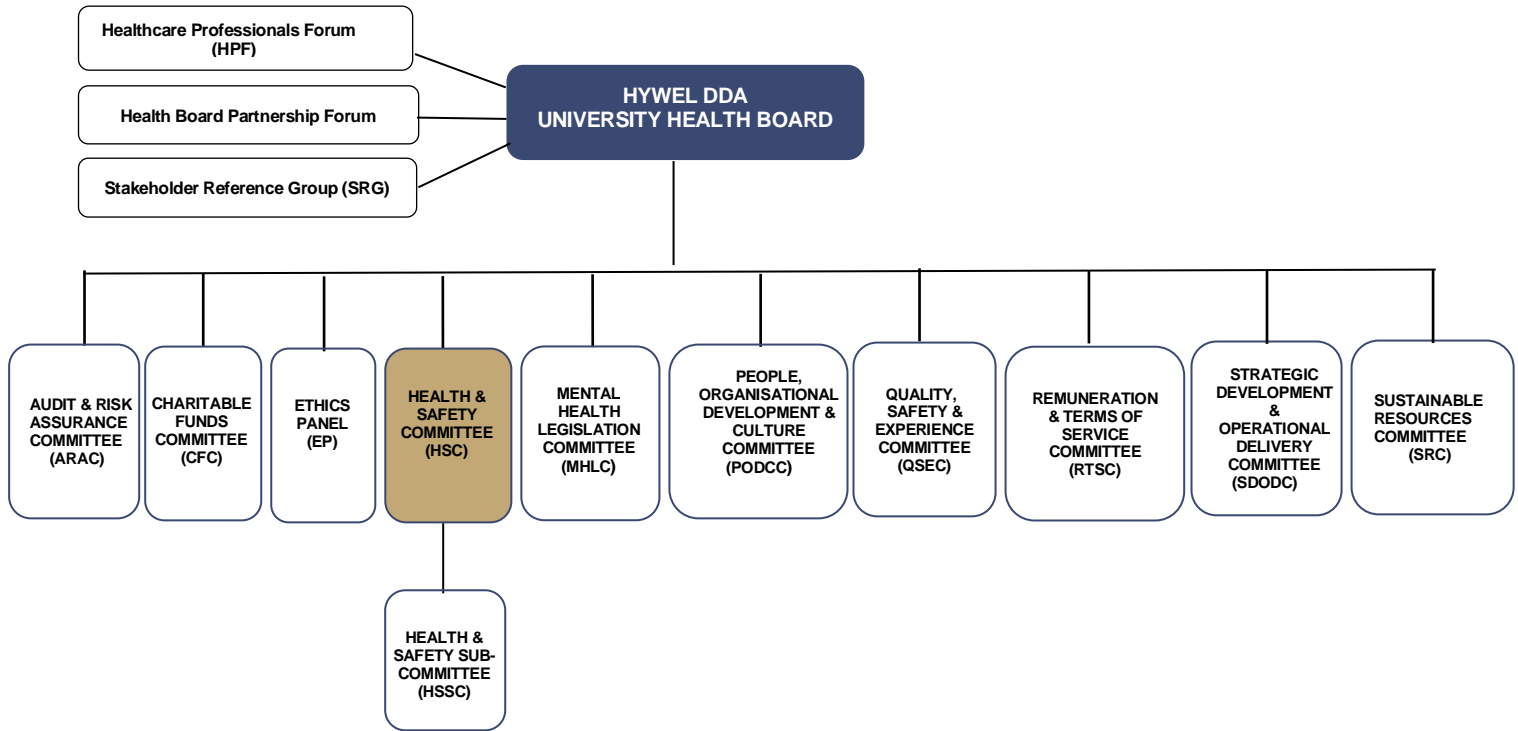 Healthcare Professionals Forum
(HPF)
Health Board Partnership Forum
Stakeholder Reference Group (SRG)
HYWEL DDA
UNIVERSITY HEALTH BOARD
AUDIT & RISK
ASSURANCE
COMMITTEE
(ARAC)
CHARITABLE
FUNDS
COMMITTEE
(CFC)
ETHICS
PANEL
(EP)
HEALTH &
SAFETY
COMMITTEE
(HSC)
MENTAL
HEALTH
LEGISLATION
COMMITTEE
(MHLC)
PEOPLE,
ORGANISATIONAL
DEVELOPMENT &
CULTURE
COMMITTEE
(PODCC)
QUALITY,
SAFETY &
EXPERIENCE
COMMITTEE
(QSEC)
REMUNERATION
& TERMS OF
SERVICE
COMMITTEE
(RTSC)
STRATEGIC
DEVELOPMENT
&
OPERATIONAL
DELIVERY
COMMITTEE
(SDODC)
SUSTAINABLE
RESOURCES
COMMITTEE
(SRC)
HEALTH &
SAFETY SUB-
COMMITTEE
(HSSC)